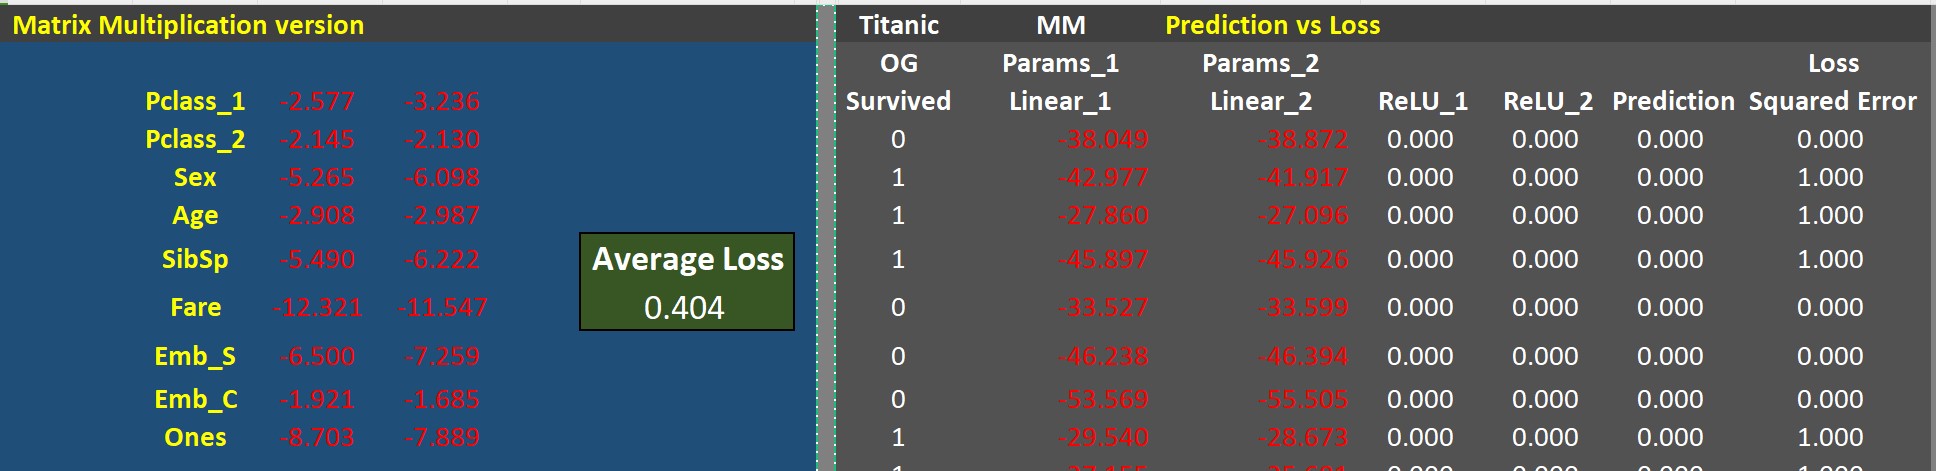 Matrix Multiplication version
Pclass_1 -2.577 -3.236
Pclass_2 -2.145 -2.130
Sex -5.265 -6.098
Age -2.908 -2.987
SibSp -5.490 -6.222
Fare -12.321 -11.547
Emb_S -6.500 -7.259
Emb_C -1.921 -1.685
Ones -8.703 -7.889
Average Loss
0.404
Titanic MM Prediction vs Loss
OG Params_1 Params_2 Loss
Survived Linear_1 Linear_2 ReLU_1 ReLU_2 Prediction Squared Error
0 -38.049 -38.872 0.000 0.000 0.000 0.000
1 -42.977 -41.917 0.000 0.000 0.000 1.000
1 -27.860 -27.096 0.000 0.000 0.000 1.000
1 -45.897 -45.926 0.000 0.000 0.000 1.000
0 -33.527 -33.599 0.000 0.000 0.000 0.000
0 -46.238 -46.394 0.000 0.000 0.000 0.000
0 -53.569 -55.505 0.000 0.000 0.000 0.000
1 -29.540 -28.673 0.000 0.000 0.000 1.000